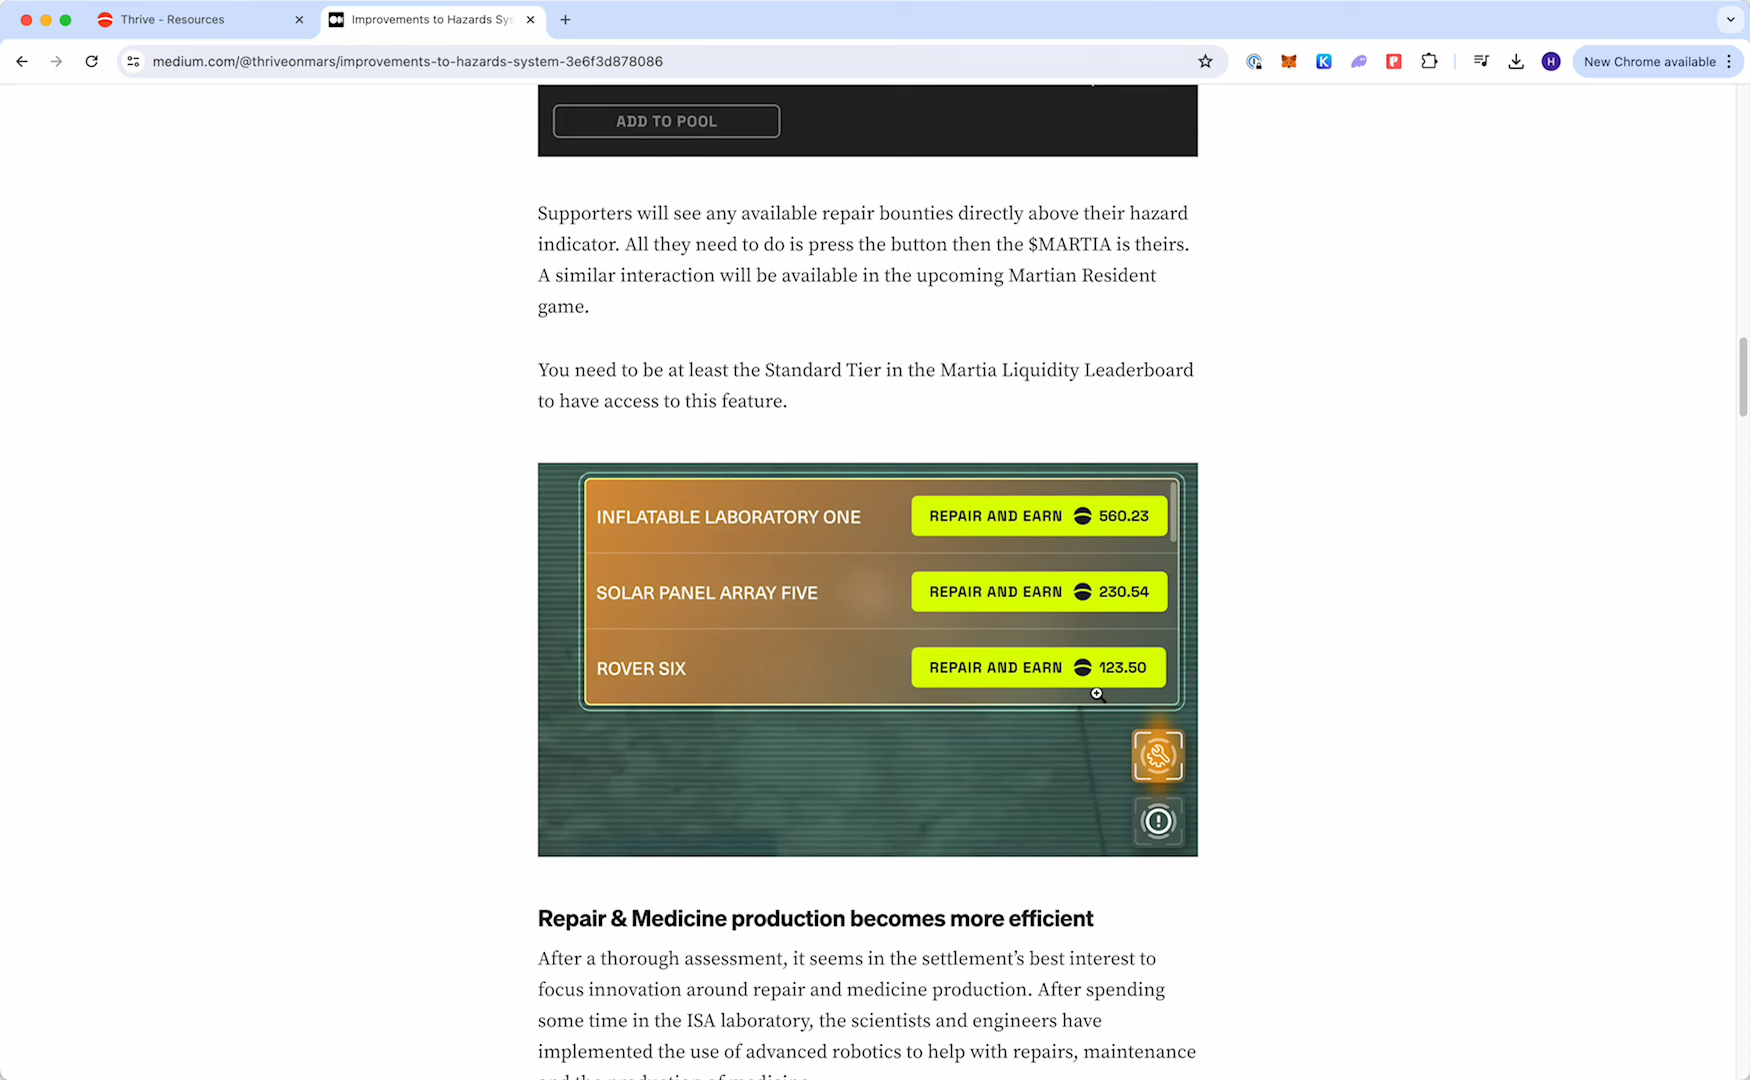 Thrive - Resources
Improvements to Hazards Sys
medium.com/@thriveonmars/improvements-to-hazards-system-3e6f3d878086
H
New Chrome available
ADD TO POOL
Supporters will see any available repair bounties directly above their hazard
indicator. All they need to do is press the button then the $MARTIA is theirs.
A similar interaction will be available in the upcoming Martian Resident
game.
You need to be at least the Standard Tier in the Martia Liquidity Leaderboard
to have access to this feature.
INFLATABLE LABORATORY ONE
REPAIR AND EARN 560.23
SOLAR PANEL ARRAY FIVE
REPAIR AND EARN 230.54
ROVER SIX
REPAIR AND EARN 123.50
Repair & Medicine production becomes more efficient
After a thorough assessment, it seems in the settlement’s best interest to
focus innovation around repair and medicine production. After spending
some time in the ISA laboratory, the scientists and engineers have
implemented the use of advanced robotics to help with repairs, maintenance
and the production of medicine.